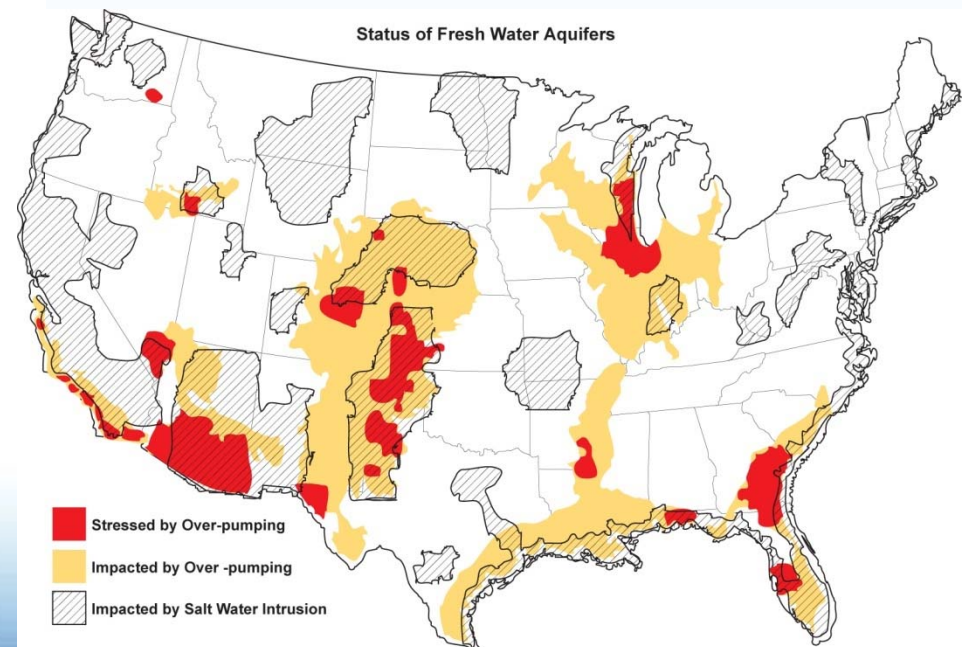 Status of Fresh Water Aquifers
Stressed by Over-pumping
Impacted by Over -pumping
Impacted by Salt Water Intrusion